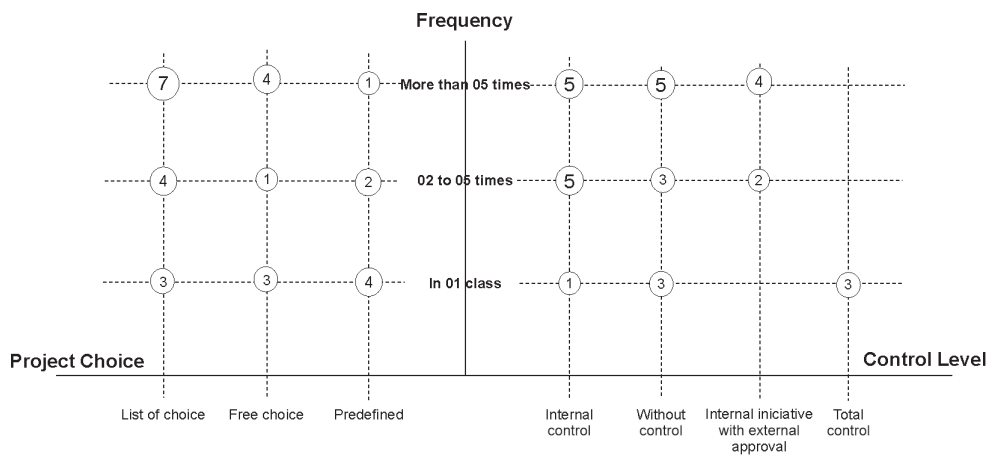 Frequency
7 4 1 More than 05 times 5 5 4
4 1 2 02 to 05 times 5 3 2
3 3 4 In 01 class 1 3 3
Project Choice
Control Level
List of choice
Free choice
Predefined
Internal
control
Without
control
Internal iniciative
with external
approval
Total
control